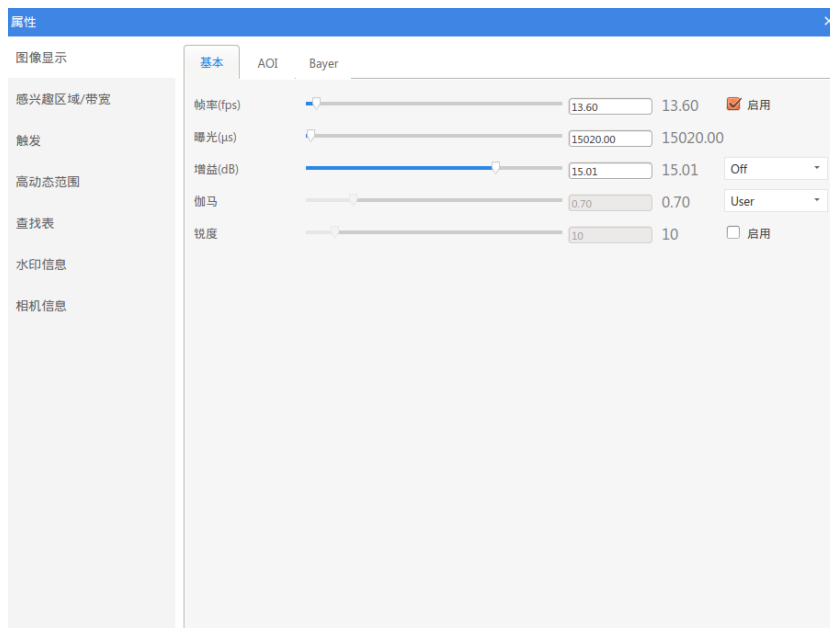 属性
图像显示
感兴趣区域/带宽
触发
高动态范围
查找表
水印信息
相机信息
基本 AOI Bayer
帧率(fps) 13.60 13.60 启用
曝光(μs) 15020.00 15020.00
增益(dB) 15.01 15.01 Off
伽马 0.70 0.70 User
锐度 10 10 启用